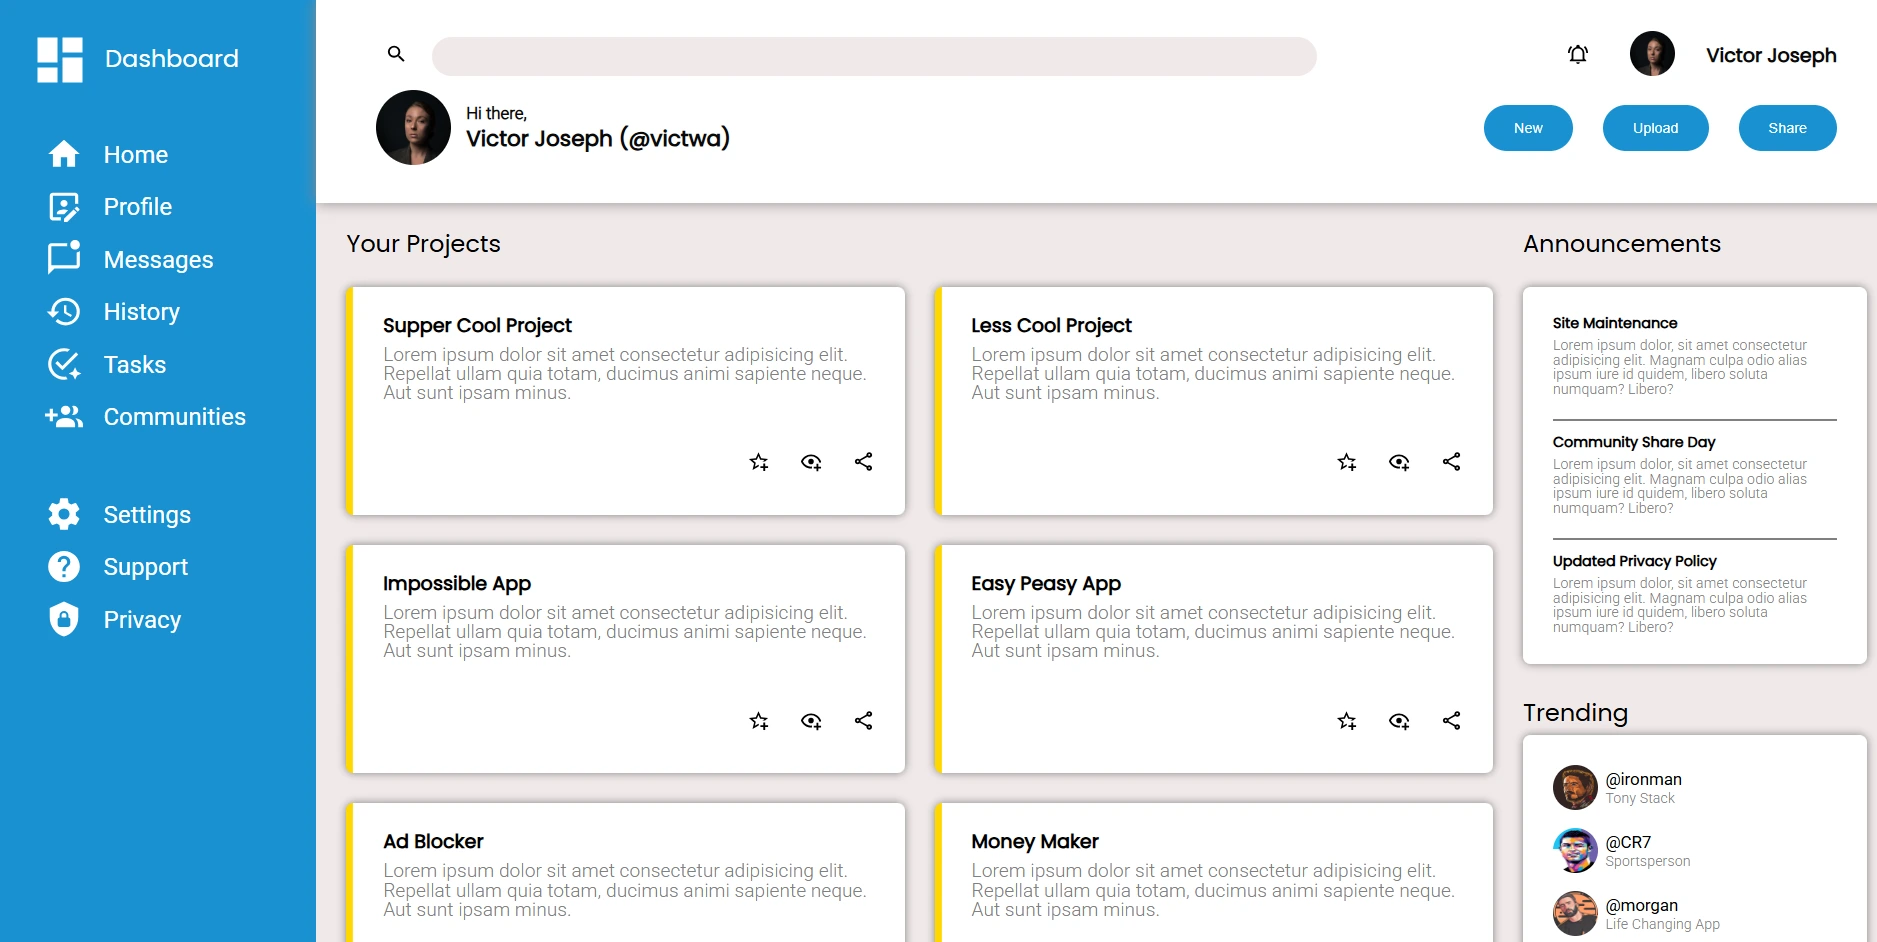 Dashboard
Home
Profile
Messages
History
Tasks
Communities
Settings
Support
Privacy
Victor Joseph
Hi there,
Victor Joseph (@victwa)
New
Upload
Share
Your Projects
Supper Cool Project
Lorem ipsum dolor sit amet consectetur adipisicing elit.
Repellat ullam quia totam, ducimus animi sapiente neque.
Aut sunt ipsam minus.
Less Cool Project
Lorem ipsum dolor sit amet consectetur adipisicing elit.
Repellat ullam quia totam, ducimus animi sapiente neque.
Aut sunt ipsam minus.
Impossible App
Lorem ipsum dolor sit amet consectetur adipisicing elit.
Repellat ullam quia totam, ducimus animi sapiente neque.
Aut sunt ipsam minus.
Easy Peasy App
Lorem ipsum dolor sit amet consectetur adipisicing elit.
Repellat ullam quia totam, ducimus animi sapiente neque.
Aut sunt ipsam minus.
Ad Blocker
Lorem ipsum dolor sit amet consectetur adipisicing elit.
Repellat ullam quia totam, ducimus animi sapiente neque.
Aut sunt ipsam minus.
Money Maker
Lorem ipsum dolor sit amet consectetur adipisicing elit.
Repellat ullam quia totam, ducimus animi sapiente neque.
Aut sunt ipsam minus.
Announcements
Site Maintenance
Lorem ipsum dolor, sit amet consectetur
adipisicing elit. Magnam culpa odio alias
ipsum iure id quidem, libero soluta
numquam? Libero?
Community Share Day
Lorem ipsum dolor, sit amet consectetur
adipisicing elit. Magnam culpa odio alias
ipsum iure id quidem, libero soluta
numquam? Libero?
Updated Privacy Policy
Lorem ipsum dolor, sit amet consectetur
adipisicing elit. Magnam culpa odio alias
ipsum iure id quidem, libero soluta
numquam? Libero?
Trending
@ironman
Tony Stack
@CR7
Sportsperson
@morgan
Life Changing App